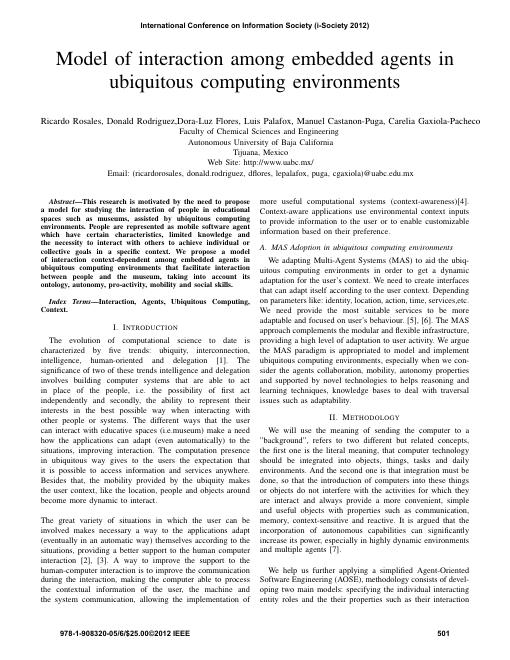 International Conference on Information Society (i-Society 2012)
Model of interaction among embedded agents in
ubiquitous computing environments
Ricardo Rosales, Donald Rodriguez,Dora-Luz Flores, Luis Palafox, Manuel Castanon-Puga, Carelia Gaxiola-Pacheco
Faculty of Chemical Sciences and Engineering
Autonomous University of Baja California
Tijuana, Mexico
Web Site: http://www.uabc.mx/
Email: (ricardorosales, donald.rodriguez, dflores, lepalafox, puga, cgaxiola)@uabc.edu.mx
Abstract—This research is motivated by the need to propose
a model for studying the interaction of people in educational
spaces such as museums, assisted by ubiquitous computing
environments. People are represented as mobile software agent
which have certain characteristics, limited knowledge and
the necessity to interact with others to achieve individual or
collective goals in a specific context. We propose a model
of interaction context-dependent among embedded agents in
ubiquitous computing environments that facilitate interaction
between people and the museum, taking into account its
ontology, autonomy, pro-activity, mobility and social skills.
Index Terms—Interaction, Agents, Ubiquitous Computing,
Context.
I. INTRODUCTION
The evolution of computational science to date is
characterized by five trends: ubiquity, interconnection,
intelligence, human-oriented and delegation [1]. The
significance of two of these trends intelligence and delegation
involves building computer systems that are able to act
in place of the people, i.e. the possibility of first act
independently and secondly, the ability to represent their
interests in the best possible way when interacting with
other people or systems. The different ways that the user
can interact with educative spaces (i.e.museum) make a need
how the applications can adapt (even automatically) to the
situations, improving interaction. The computation presence
in ubiquitous way gives to the users the expectation that
it is possible to access information and services anywhere.
Besides that, the mobility provided by the ubiquity makes
the user context, like the location, people and objects around
become more dynamic to interact.
The great variety of situations in which the user can be
involved makes necessary a way to the applications adapt
(eventually in an automatic way) themselves according to the
situations, providing a better support to the human computer
interaction [2], [3]. A way to improve the support to the
human-computer interaction is to improve the communication
during the interaction, making the computer able to process
the contextual information of the user, the machine and
the system communication, allowing the implementation of
more useful computational systems (context-awareness)[4].
Context-aware applications use environmental context inputs
to provide information to the user or to enable customizable
information based on their preference.
A. MAS Adoption in ubiquitous computing environments
We adapting Multi-Agent Systems (MAS) to aid the ubiq-
uitous computing environments in order to get a dynamic
adaptation for the user's context. We need to create interfaces
that can adapt itself according to the user context. Depending
on parameters like: identity, location, action, time, services,etc.
We need provide the most suitable services to be more
adaptable and focused on user's behaviour. [5], [6]. The MAS
approach complements the modular and flexible infrastructure,
providing a high level of adaptation to user activity. We argue
the MAS paradigm is appropriated to model and implement
ubiquitous computing environments, especially when we con-
sider the agents collaboration, mobility, autonomy properties
and supported by novel technologies to helps reasoning and
learning techniques, knowledge bases to deal with traversal
issues such as adaptability.
II. METHODOLOGY
We will use the meaning of sending the computer to a
"background", refers to two different but related concepts,
the first one is the literal meaning, that computer technology
should be integrated into objects, things, tasks and daily
environments. And the second one is that integration must be
done, so that the introduction of computers into these things
or objects do not interfere with the activities for which they
are interact and always provide a more convenient, simple
and useful objects with properties such as communication,
memory, context-sensitive and reactive. It is argued that the
incorporation of autonomous capabilities can significantly
increase its power, especially in highly dynamic environments
and multiple agents [7].
We help us further applying a simplified Agent-Oriented
Software Engineering (AOSE), methodology consists of devel-
oping two main models: specifying the individual interacting
entity roles and the their properties such as their interaction
978-1-908320-05/6/$25.00©2012 IEEE
501